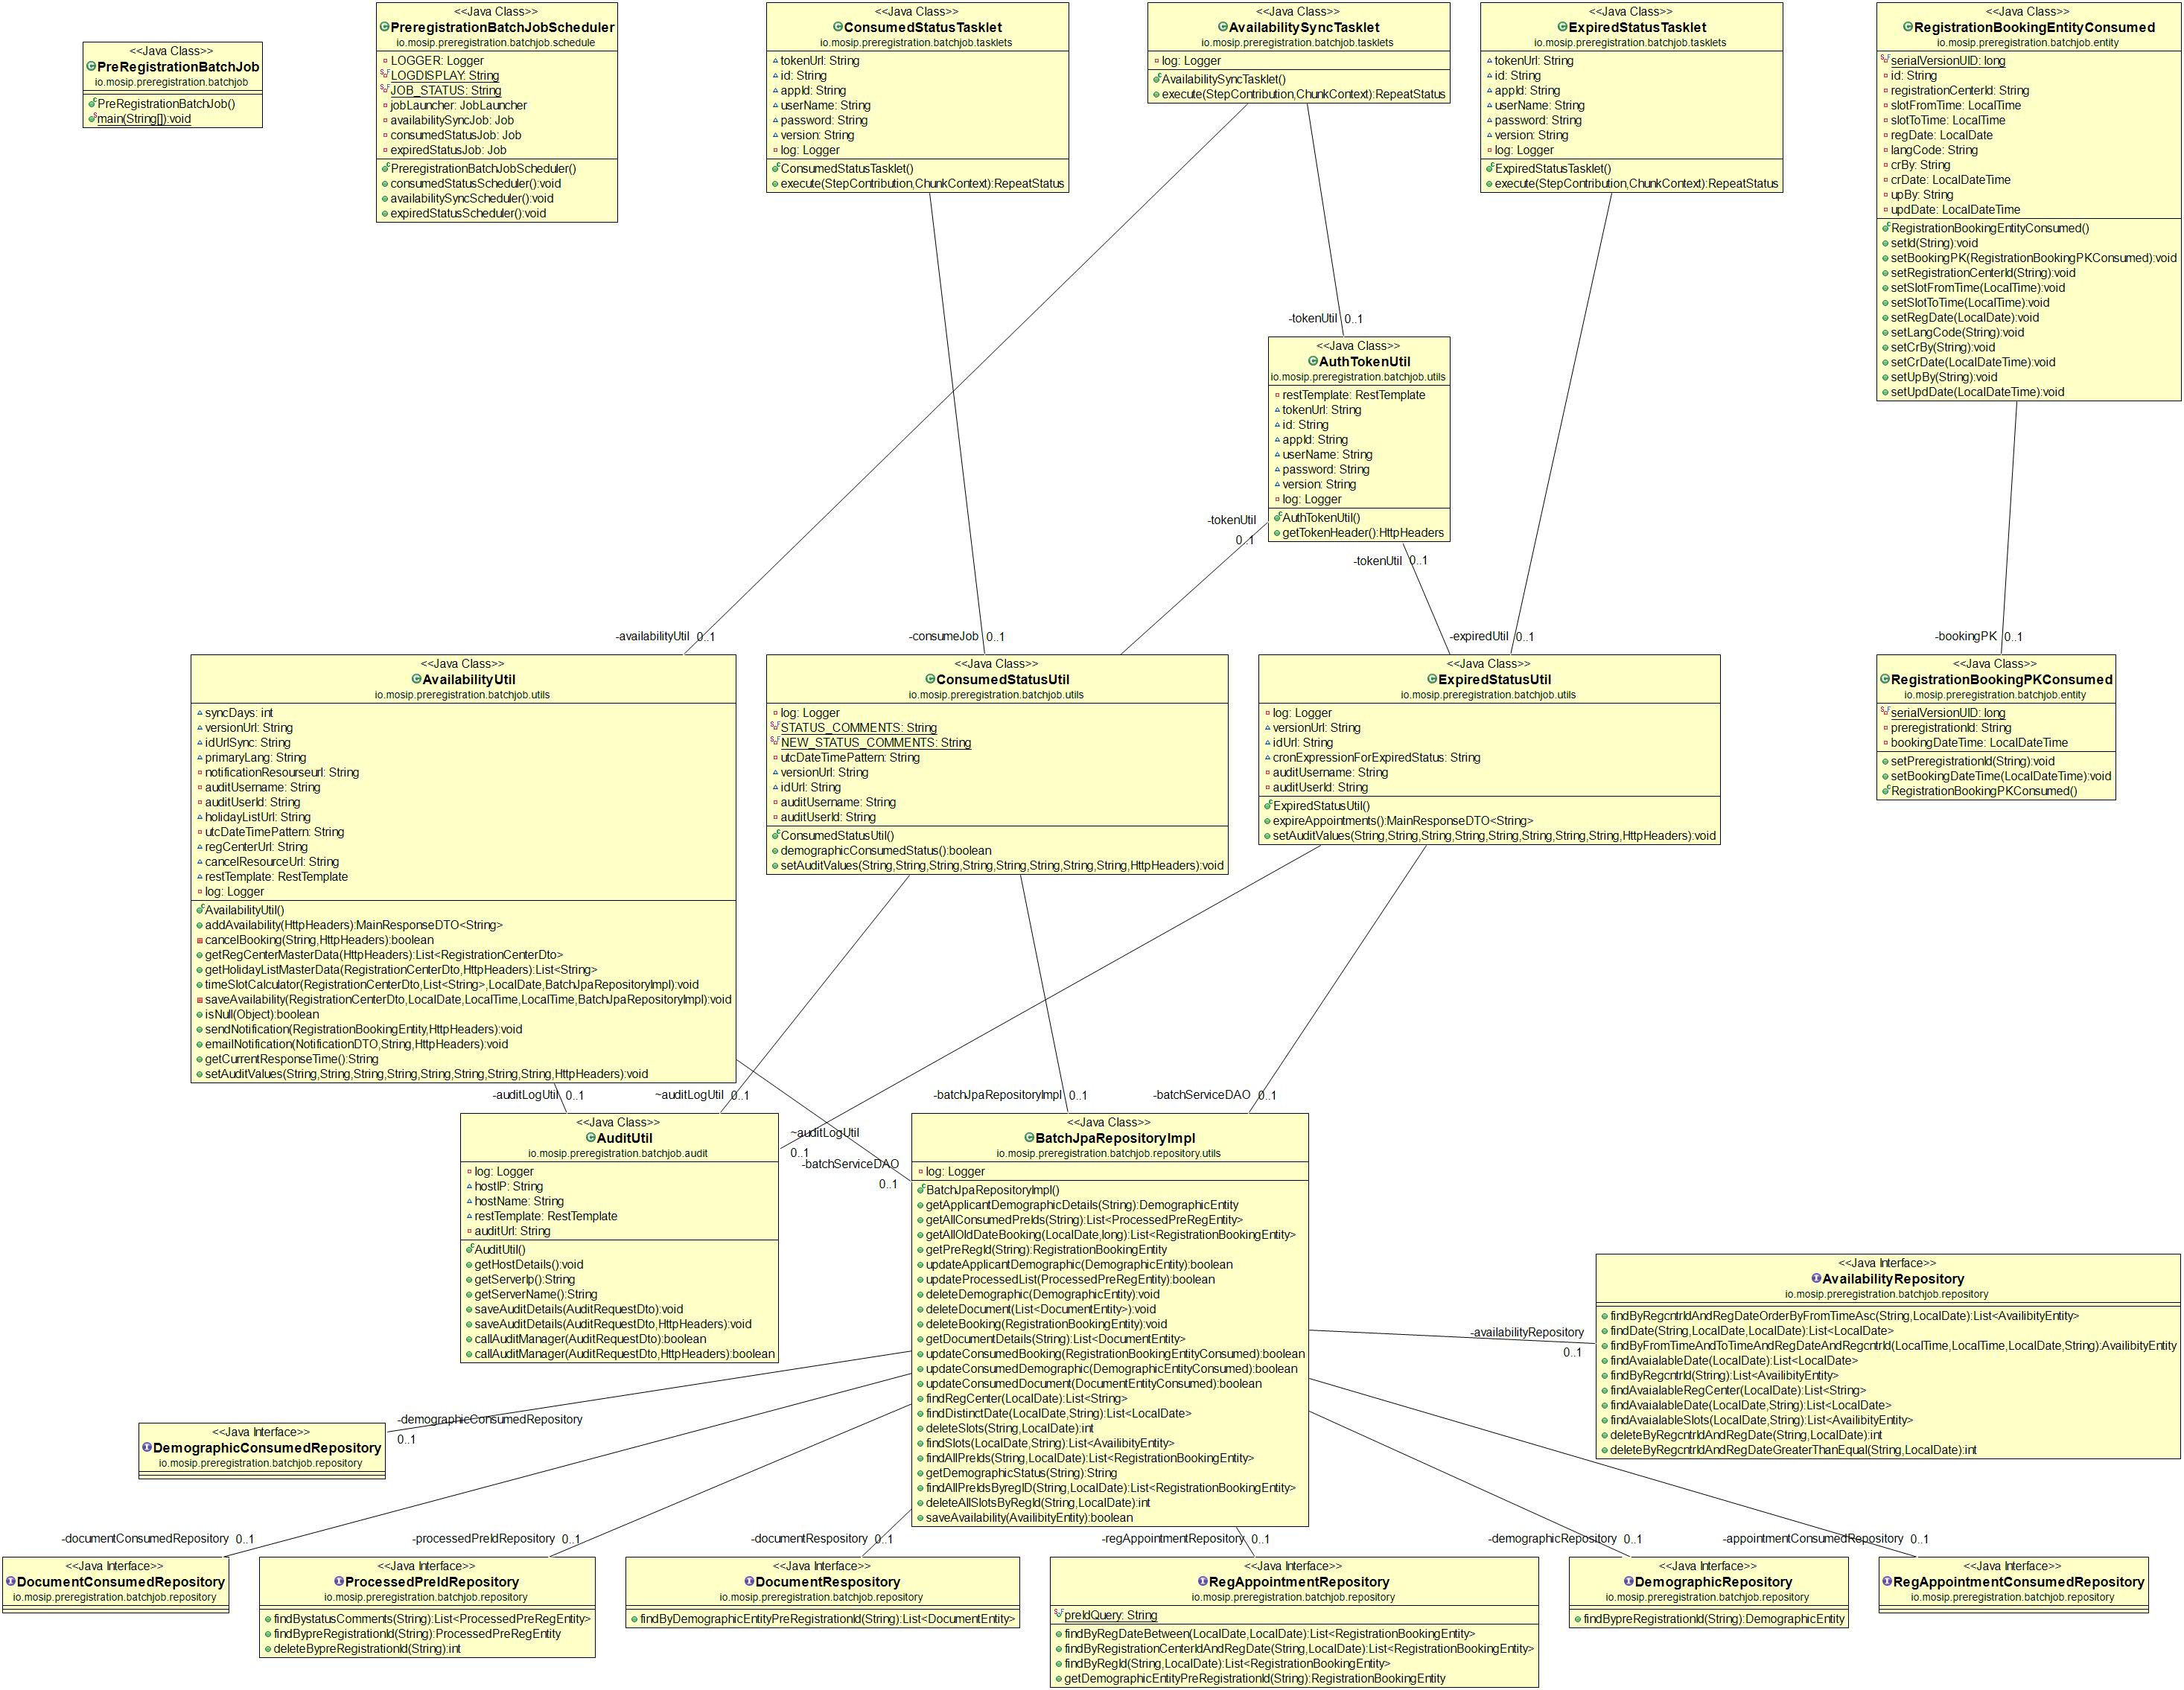 <<Java Class>>
PreRegistrationBatchJob
io.mosip.preregistration.batchjob
PreRegistrationBatchJob()
main(String[]):void
<<Java Class>>
PreregistrationBatchJobScheduler
io.mosip.preregistration.batchjob.schedule
LOGGER: Logger
LOGDISPLAY: String
JOB_STATUS: String
jobLauncher: JobLauncher
availabilitySyncJob: Job
consumedStatusJob: Job
expiredStatusJob: Job
PreregistrationBatchJobScheduler()
consumedStatusScheduler():void
availabilitySyncScheduler():void
expiredStatusScheduler():void
<<Java Class>>
ConsumedStatusTasklet
io.mosip.preregistration.batchjob.tasklets
tokenUrl: String
id: String
appId: String
userName: String
password: String
version: String
log: Logger
ConsumedStatusTasklet()
execute(StepContribution,ChunkContext):RepeatStatus
<<Java Class>>
AvailabilitySyncTasklet
io.mosip.preregistration.batchjob.tasklets
log: Logger
AvailabilitySyncTasklet()
execute(StepContribution,ChunkContext):RepeatStatus
<<Java Class>>
ExpiredStatusTasklet
io.mosip.preregistration.batchjob.tasklets
tokenUrl: String
id: String
appId: String
userName: String
password: String
version: String
log: Logger
ExpiredStatusTasklet()
execute(StepContribution,ChunkContext):RepeatStatus
<<Java Class>>
RegistrationBookingEntityConsumed
io.mosip.preregistration.batchjob.entity
serialVersionUID: long
id: String
registrationCenterId: String
slotFromTime: LocalTime
slotToTime: LocalTime
regDate: LocalDate
langCode: String
crBy: String
crDate: LocalDateTime
upBy: String
updDate: LocalDateTime
RegistrationBookingEntityConsumed()
setId(String):void
setBookingPK(RegistrationBookingPKConsumed):void
setRegistrationCenterId(String):void
setSlotFromTime(LocalTime):void
setSlotToTime(LocalTime):void
setRegDate(LocalDate):void
setLangCode(String):void
setCrBy(String):void
setCrDate(LocalDateTime):void
setUpBy(String):void
setUpdDate(LocalDateTime):void
-tokenUtil 0..1
<<Java Class>>
AuthTokenUtil
io.mosip.preregistration.batchjob.utils
restTemplate: RestTemplate
tokenUrl: String
id: String
appId: String
userName: String
password: String
version: String
log: Logger
AuthTokenUtil()
getTokenHeader():HttpHeaders
-tokenUtil
0..1
-tokenUtil 0..1
-availabilityUtil 0..1
-consumeJob 0..1
-expiredUtil 0..1
-bookingPK 0..1
<<Java Class>>
AvailabilityUtil
io.mosip.preregistration.batchjob.utils
syncDays: int
versionUrl: String
idUrlSync: String
primaryLang: String
notificationResourseurl: String
auditUsername: String
auditUserId: String
holidayListUrl: String
utcDateTimePattern: String
regCenterUrl: String
cancelResourceUrl: String
restTemplate: RestTemplate
log: Logger
AvailabilityUtil()
addAvailability(HttpHeaders):MainResponseDTO<String>
cancelBooking(String,HttpHeaders):boolean
getRegCenterMasterData(HttpHeaders):List<RegistrationCenterDto>
getHolidayListMasterData(RegistrationCenterDto,HttpHeaders):List<String>
timeSlotCalculator(RegistrationCenterDto,List<String>,LocalDate,BatchJpaRepositoryImpl):void
saveAvailability(RegistrationCenterDto,LocalDate,LocalTime,LocalTime,BatchJpaRepositoryImpl):void
isNull(Object):boolean
sendNotification(RegistrationBookingEntity,HttpHeaders):void
emailNotification(NotificationDTO,String,HttpHeaders):void
getCurrentResponseTime():String
setAuditValues(String,String,String,String,String,String,String,String,HttpHeaders):void
<<Java Class>>
ConsumedStatusUtil
io.mosip.preregistration.batchjob.utils
log: Logger
STATUS_COMMENTS: String
NEW_STATUS_COMMENTS: String
utcDateTimePattern: String
versionUrl: String
idUrl: String
auditUsername: String
auditUserId: String
ConsumedStatusUtil()
demographicConsumedStatus():boolean
setAuditValues(String,String,String,String,String,String,String,String,HttpHeaders):void
<<Java Class>>
ExpiredStatusUtil
io.mosip.preregistration.batchjob.utils
log: Logger
versionUrl: String
idUrl: String
cronExpressionForExpiredStatus: String
auditUsername: String
auditUserId: String
ExpiredStatusUtil()
expireAppointments():MainResponseDTO<String>
setAuditValues(String,String,String,String,String,String,String,String,HttpHeaders):void
<<Java Class>>
RegistrationBookingPKConsumed
io.mosip.preregistration.batchjob.entity
serialVersionUID: long
preregistrationId: String
bookingDateTime: LocalDateTime
setPreregistrationId(String):void
setBookingDateTime(LocalDateTime):void
RegistrationBookingPKConsumed()
-auditLogUtil 0..1
~auditLogUtil 0..1
-batchJpaRepositoryImpl 0..1
-batchServiceDAO 0..1
~auditLogUtil
0..1
-batchServiceDAO
0..1
<<Java Class>>
AuditUtil
io.mosip.preregistration.batchjob.audit
log: Logger
hostIP: String
hostName: String
restTemplate: RestTemplate
auditUrl: String
AuditUtil()
getHostDetails():void
getServerIp():String
getServerName():String
saveAuditDetails(AuditRequestDto):void
saveAuditDetails(AuditRequestDto,HttpHeaders):void
callAuditManager(AuditRequestDto):boolean
callAuditManager(AuditRequestDto,HttpHeaders):boolean
<<Java Class>>
BatchJpaRepositoryImpl
io.mosip.preregistration.batchjob.repository.utils
log: Logger
BatchJpaRepositoryImpl()
getApplicantDemographicDetails(String):DemographicEntity
getAllConsumedPreIds(String):List<ProcessedPreRegEntity>
getAllOldDateBooking(LocalDate,long):List<RegistrationBookingEntity>
getPreRegId(String):RegistrationBookingEntity
updateApplicantDemographic(DemographicEntity):boolean
updateProcessedList(ProcessedPreRegEntity):boolean
deleteDemographic(DemographicEntity):void
deleteDocument(List<DocumentEntity>):void
deleteBooking(RegistrationBookingEntity):void
getDocumentDetails(String):List<DocumentEntity>
updateConsumedBooking(RegistrationBookingEntityConsumed):boolean
updateConsumedDemographic(DemographicEntityConsumed):boolean
updateConsumedDocument(DocumentEntityConsumed):boolean
findRegCenter(LocalDate):List<String>
findDistinctDate(LocalDate,String):List<LocalDate>
deleteSlots(String,LocalDate):int
findSlots(LocalDate,String):List<AvailibityEntity>
findAllPreIds(String,LocalDate):List<RegistrationBookingEntity>
getDemographicStatus(String):String
findAllPreIdsByregID(String,LocalDate):List<RegistrationBookingEntity>
deleteAllSlotsByRegId(String,LocalDate):int
saveAvailability(AvailibityEntity):boolean
-availabilityRepository
0..1
<<Java Interface>>
AvailabilityRepository
io.mosip.preregistration.batchjob.repository
findByRegcntrIdAndRegDateOrderByFromTimeAsc(String,LocalDate):List<AvailibityEntity>
findDate(String,LocalDate,LocalDate):List<LocalDate>
findByFromTimeAndToTimeAndRegDateAndRegcntrId(LocalTime,LocalTime,LocalDate,String):AvailibityEntity
findAvaialableDate(LocalDate):List<LocalDate>
findByRegcntrId(String):List<AvailibityEntity>
findAvaialableRegCenter(LocalDate):List<String>
findAvaialableDate(LocalDate,String):List<LocalDate>
findAvaialableSlots(LocalDate,String):List<AvailibityEntity>
deleteByRegcntrIdAndRegDate(String,LocalDate):int
deleteByRegcntrIdAndRegDateGreaterThanEqual(String,LocalDate):int
-demographicConsumedRepository
0..1
<<Java Interface>>
DemographicConsumedRepository
io.mosip.preregistration.batchjob.repository
-documentConsumedRepository 0..1
-processedPreIdRepository 0..1
-documentRespository 0..1
-regAppointmentRepository 0..1
-demographicRepository 0..1
-appointmentConsumedRepository 0..1
<<Java Interface>>
DocumentConsumedRepository
io.mosip.preregistration.batchjob.repository
<<Java Interface>>
ProcessedPreIdRepository
io.mosip.preregistration.batchjob.repository
findBystatusComments(String):List<ProcessedPreRegEntity>
findBypreRegistrationId(String):ProcessedPreRegEntity
deleteBypreRegistrationId(String):int
<<Java Interface>>
DocumentRespository
io.mosip.preregistration.batchjob.repository
findByDemographicEntityPreRegistrationId(String):List<DocumentEntity>
<<Java Interface>>
RegAppointmentRepository
io.mosip.preregistration.batchjob.repository
preIdQuery: String
findByRegDateBetween(LocalDate,LocalDate):List<RegistrationBookingEntity>
findByRegistrationCenterIdAndRegDate(String,LocalDate):List<RegistrationBookingEntity>
findByRegId(String,LocalDate):List<RegistrationBookingEntity>
getDemographicEntityPreRegistrationId(String):RegistrationBookingEntity
<<Java Interface>>
DemographicRepository
io.mosip.preregistration.batchjob.repository
findBypreRegistrationId(String):DemographicEntity
<<Java Interface>>
RegAppointmentConsumedRepository
io.mosip.preregistration.batchjob.repository